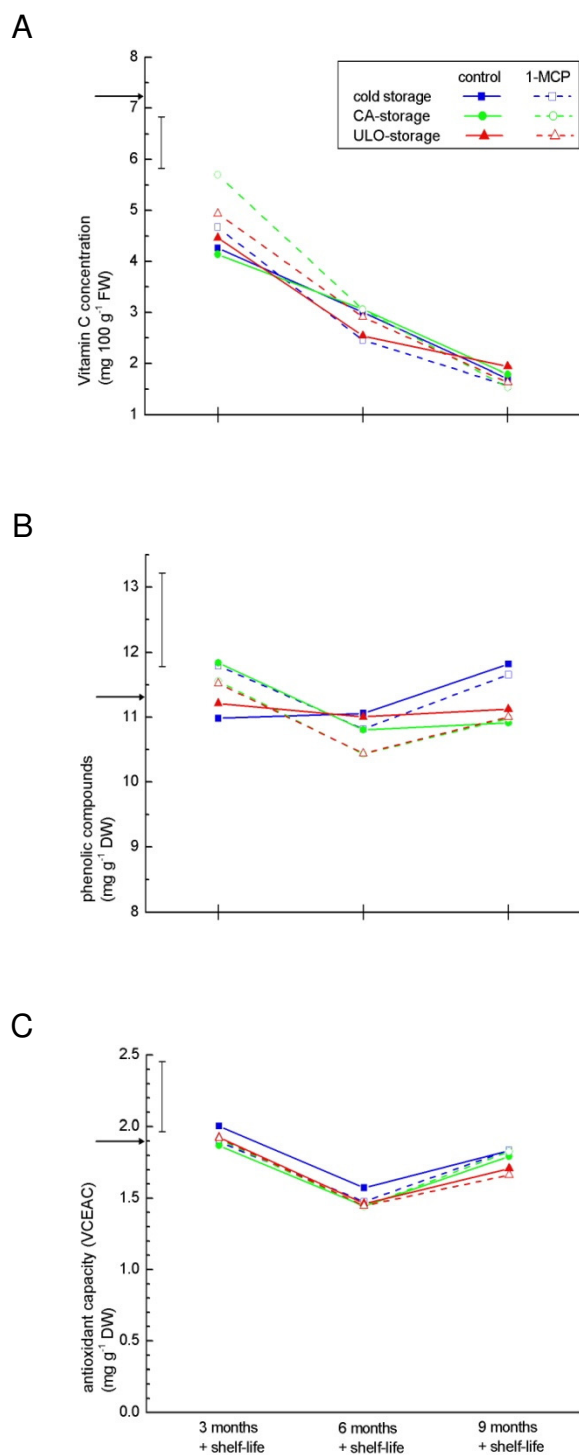 A
8
7
6
5
4
3
2
1
Vitamin C concentration
(mg 100 g⁻¹ FW)
control 1-MCP
cold storage
CA-storage
ULO-storage
B
13
12
11
10
9
8
phenolic compounds
(mg g⁻¹ DW)
C
2.5
2.0
1.5
1.0
0.5
0.0
antioxidant capacity (VCEAC)
(mg g⁻¹ DW)
3 months 6 months 9 months
+ shelf-life + shelf-life + shelf-life